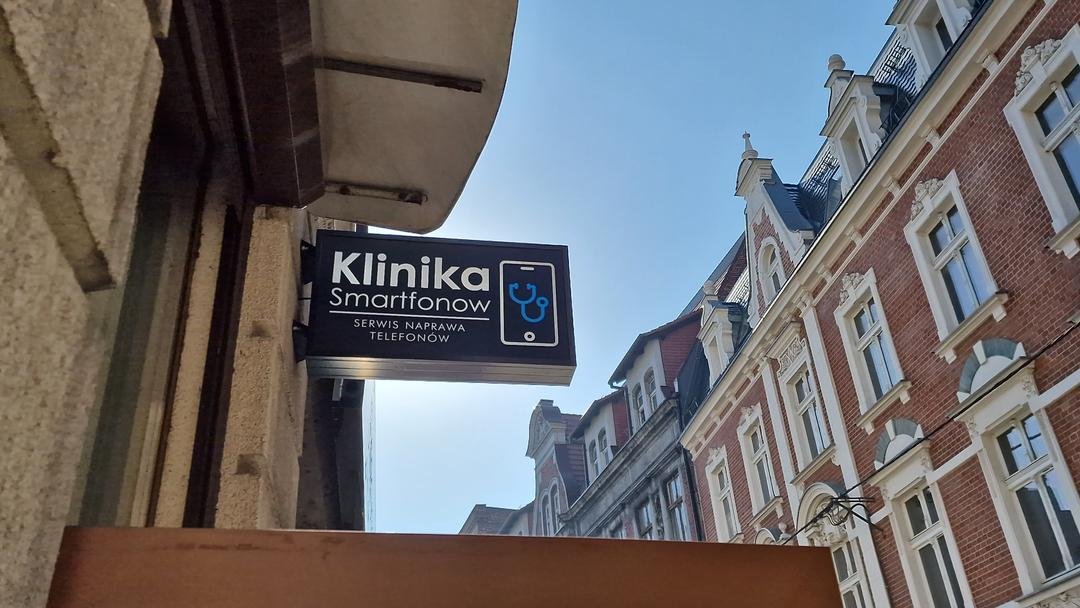 Klinika
Smartfonow
SERWIS NAPRAWA
TELEFONÓW